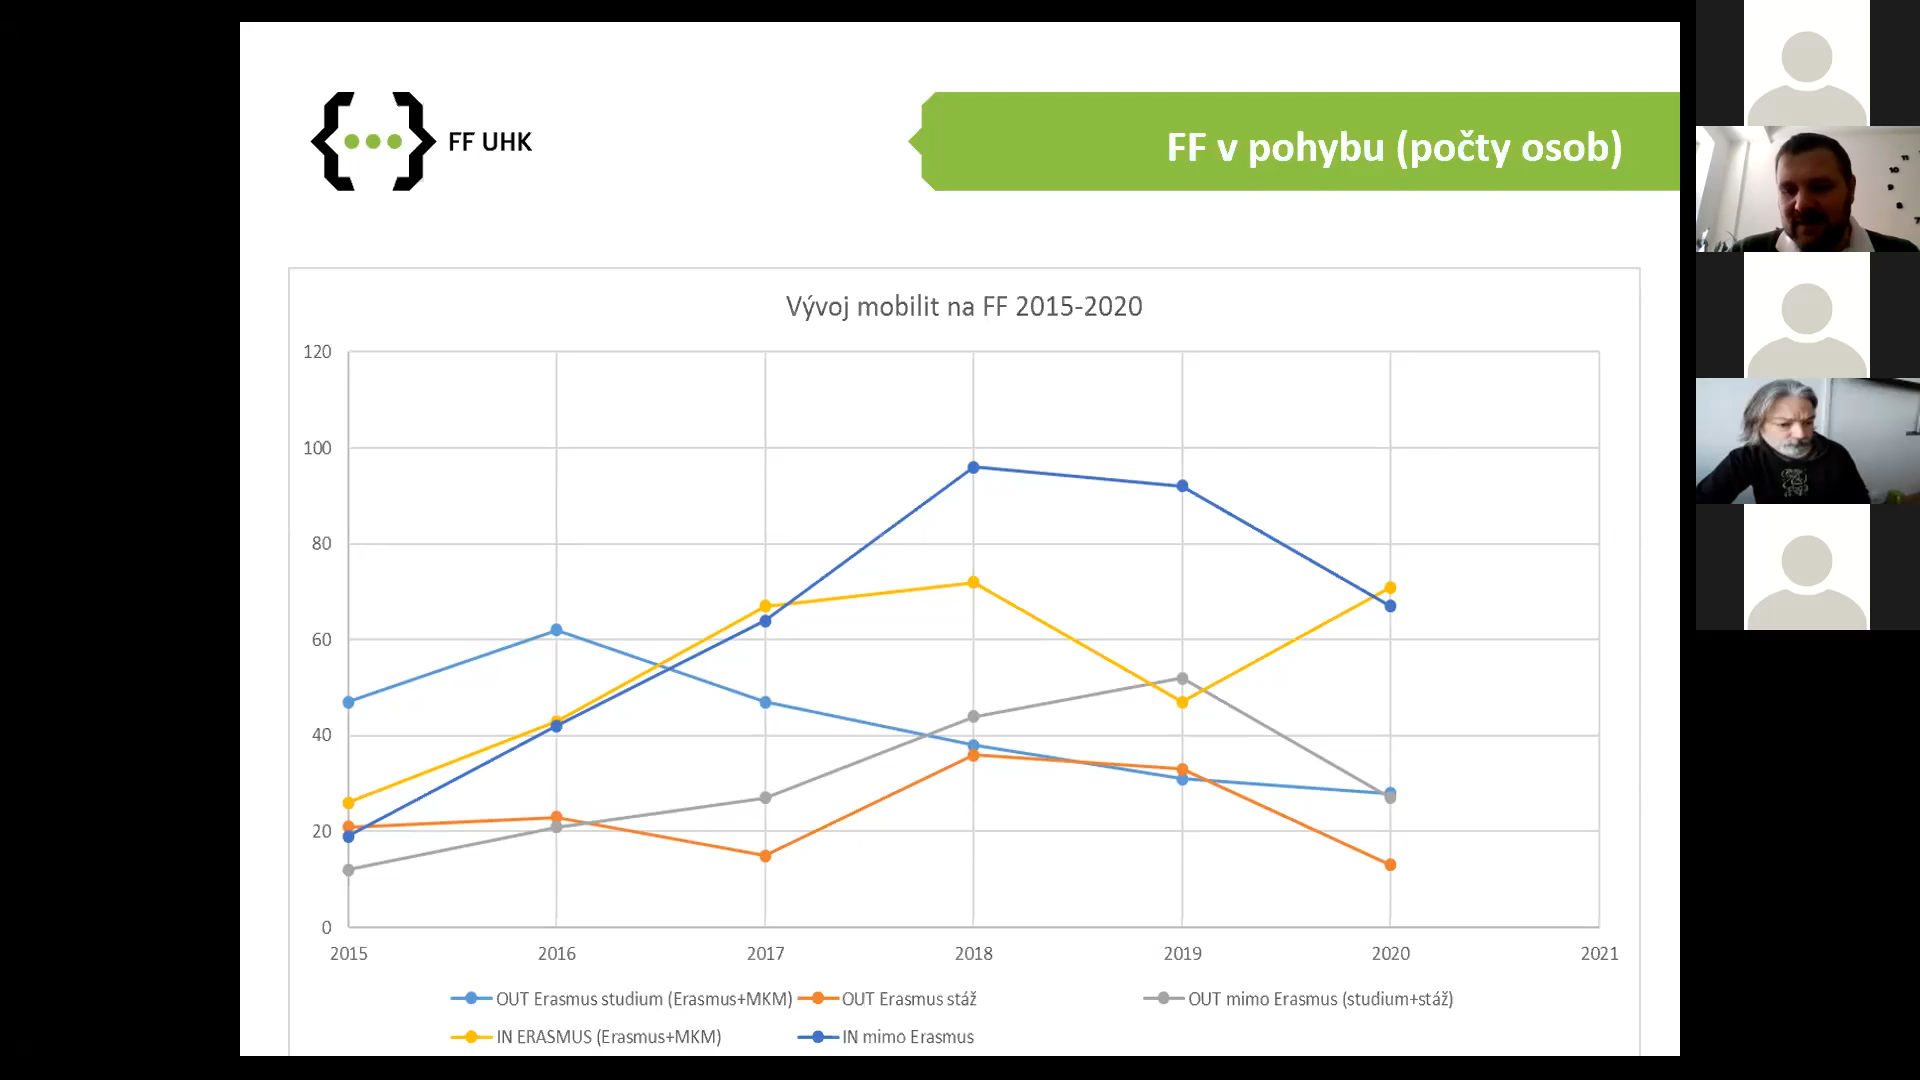 FF UHK
FF v pohybu (počty osob)
Vývoj mobilit na FF 2015-2020
120
100
80
60
40
20
0
2015 2016 2017 2018 2019 2020 2021
OUT Erasmus studium (Erasmus+MKM) OUT Erasmus stáž OUT mimo Erasmus (studium+stáž)
IN ERASMUS (Erasmus+MKM) IN mimo Erasmus